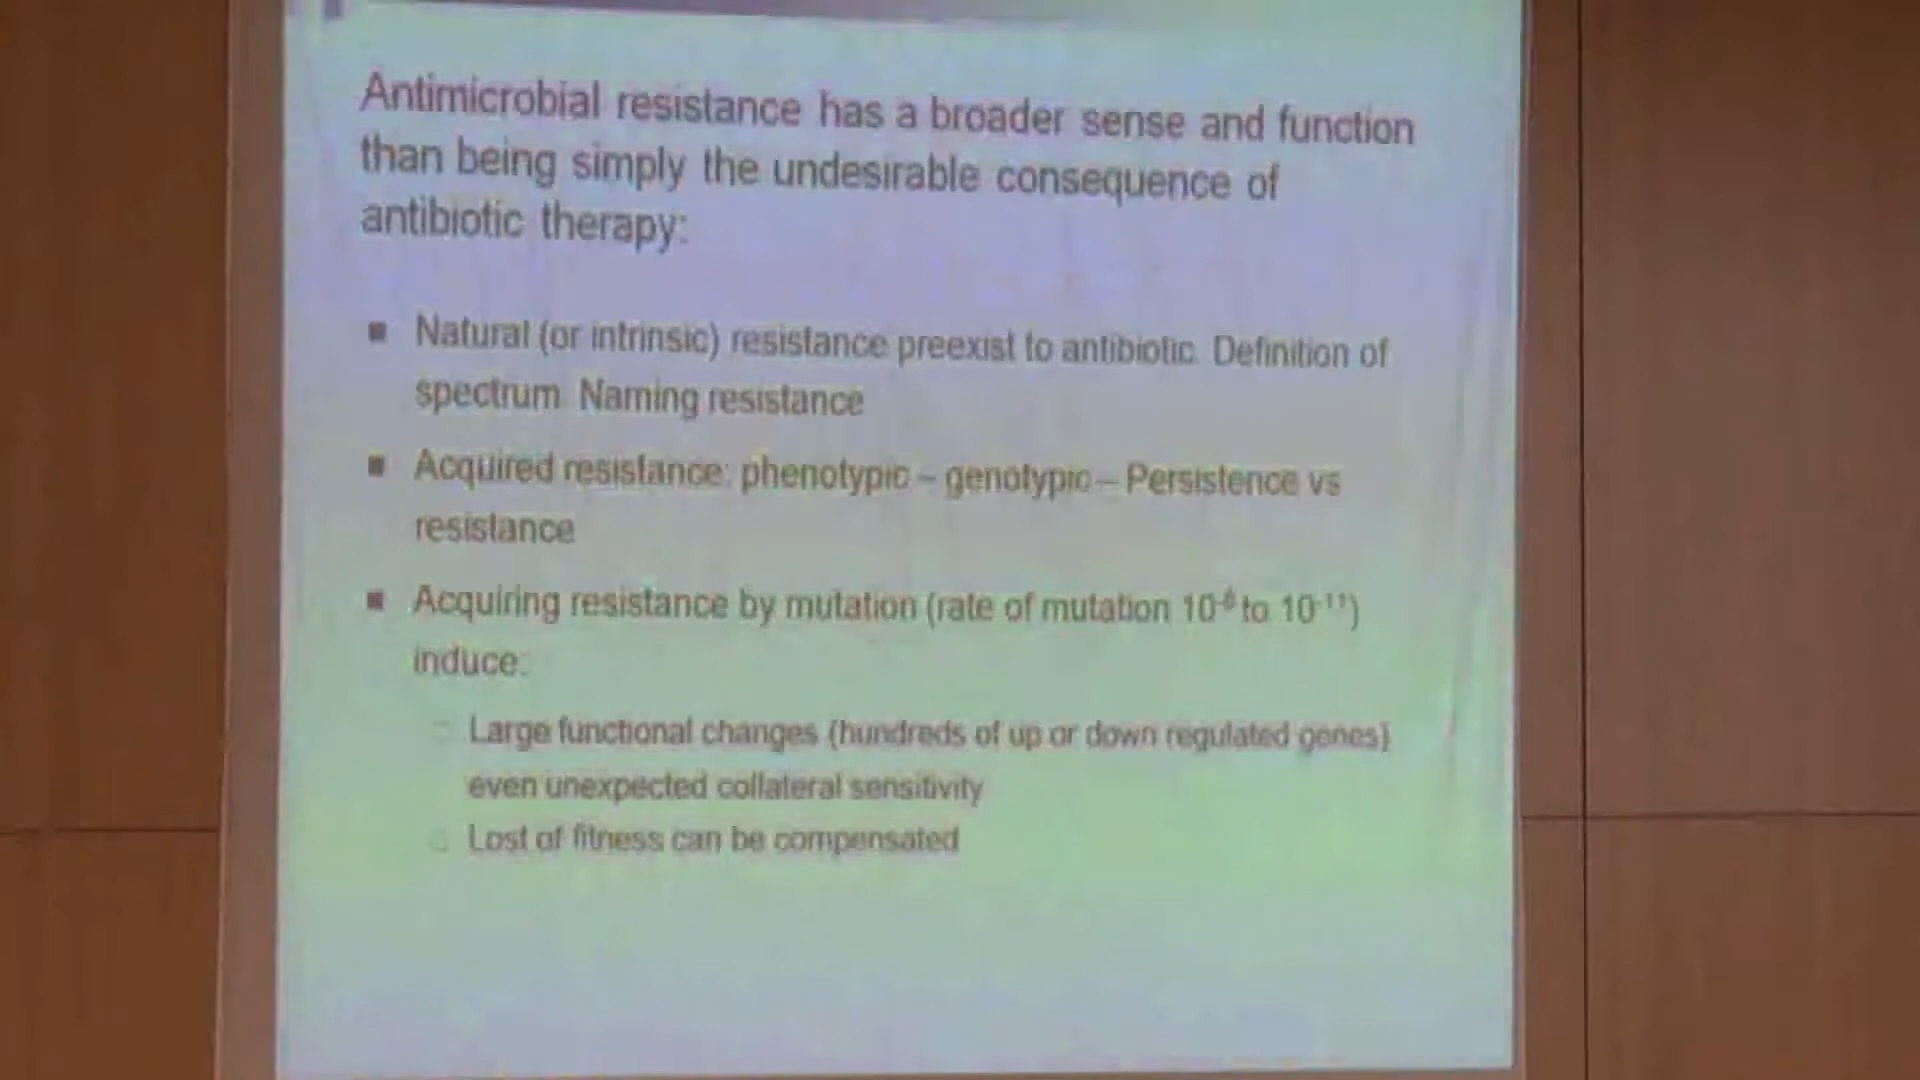 Antimicrobial resistance has a broader sense and function
than being simply the undesirable consequence of
antibiotic therapy:
Natural (or intrinsic) resistance preexist to antibiotic. Definition of
spectrum. Naming resistance
Acquired resistance: phenotypic – genotypic – Persistence vs
resistance
Acquiring resistance by mutation (rate of mutation to 10⁻¹¹)
induce:
Large functional changes (hundreds of up or down regulated genes)
even unexpected collateral sensitivity
Lost of fitness can be compensated